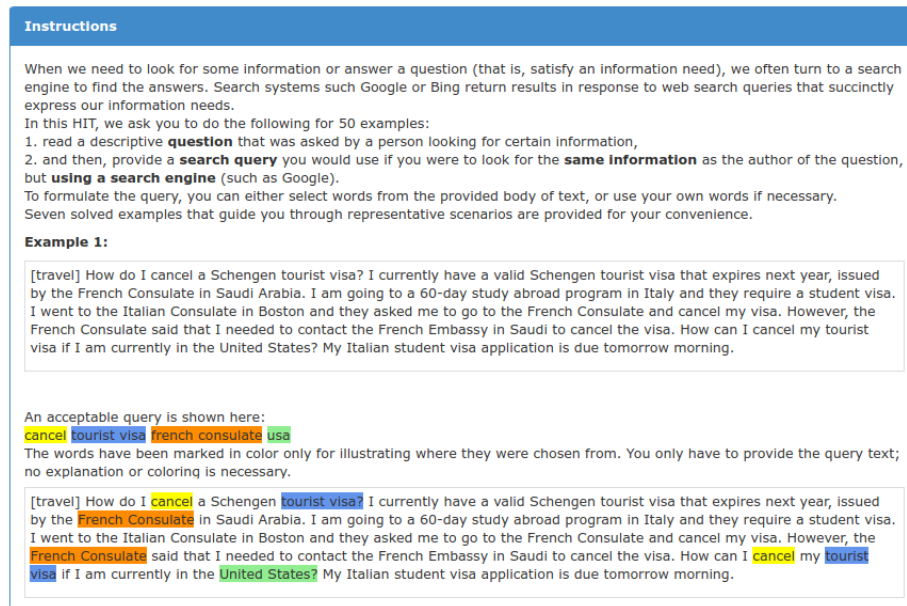 Instructions
When we need to look for some information or answer a question (that is, satisfy an information need), we often turn to a search
engine to find the answers. Search systems such Google or Bing return results in response to web search queries that succinctly
express our information needs.
In this HIT, we ask you to do the following for 50 examples:
1. read a descriptive question that was asked by a person looking for certain information,
2. and then, provide a search query you would use if you were to look for the same information as the author of the question,
but using a search engine (such as Google).
To formulate the query, you can either select words from the provided body of text, or use your own words if necessary.
Seven solved examples that guide you through representative scenarios are provided for your convenience.
Example 1:
[travel] How do I cancel a Schengen tourist visa? I currently have a valid Schengen tourist visa that expires next year, issued
by the French Consulate in Saudi Arabia. I am going to a 60-day study abroad program in Italy and they require a student visa.
I went to the Italian Consulate in Boston and they asked me to go to the French Consulate and cancel my visa. However, the
French Consulate said that I needed to contact the French Embassy in Saudi to cancel the visa. How can I cancel my tourist
visa if I am currently in the United States? My Italian student visa application is due tomorrow morning.
An acceptable query is shown here:
cancel tourist visa french consulate usa
The words have been marked in color only for illustrating where they were chosen from. You only have to provide the query text;
no explanation or coloring is necessary.
[travel] How do I cancel a Schengen tourist visa? I currently have a valid Schengen tourist visa that expires next year, issued
by the French Consulate in Saudi Arabia. I am going to a 60-day study abroad program in Italy and they require a student visa.
I went to the Italian Consulate in Boston and they asked me to go to the French Consulate and cancel my visa. However, the
French Consulate said that I needed to contact the French Embassy in Saudi to cancel the visa. How can I cancel my tourist
visa if I am currently in the United States? My Italian student visa application is due tomorrow morning.